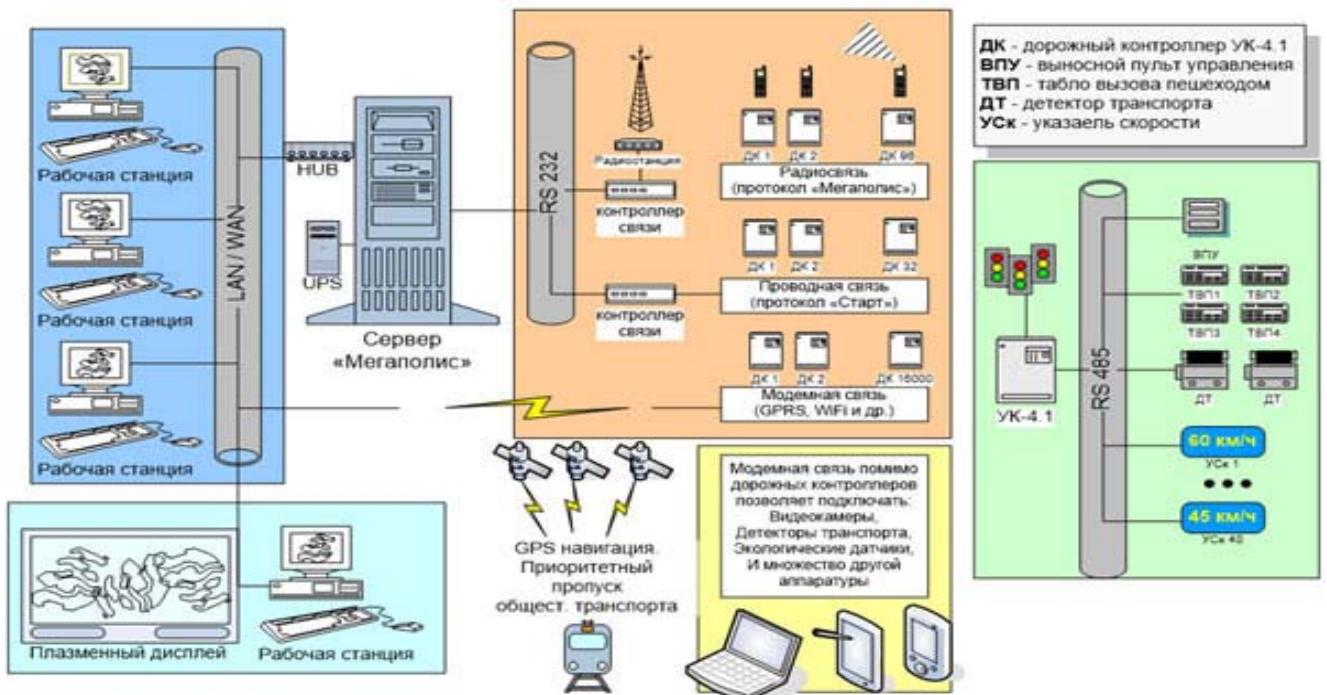 Рабочая станция
Рабочая станция
Рабочая станция
LAN / WAN
HUB
UPS
Сервер
«Мегаполис»
Плазменный дисплей
Рабочая станция
RS 232
Радиостанция
контроллер
связи
контроллер
связи
ДК 1 ДК 2 ДК 98
Радиосвязь
(протокол «Мегаполис»)
ДК 1 ДК 2 ДК 32
Проводная связь
(протокол «Старт»)
ДК 1 ДК 2 ДК 16000
Модемная связь
(GPRS, WiFi и др.)
GPS навигация.
Приоритетный
пропуск
общест. транспорта
Модемная связь помимо
дорожных контроллеров
позволяет подключать:
Видеокамеры,
Детекторы транспорта,
Экологические датчики,
И множество другой
аппаратуры
ДК - дорожный контроллер УК-4.1
ВПУ - выносной пульт управления
ТВП - табло вызова пешеходом
ДТ - детектор транспорта
УСк - указаель скорости
УК-4.1
RS 485
ВПУ
ТВП1 ТВП2
ТВП3 ТВП4
ДТ ДТ
60 км/ч
УСк 1
45 км/ч
УСк 40